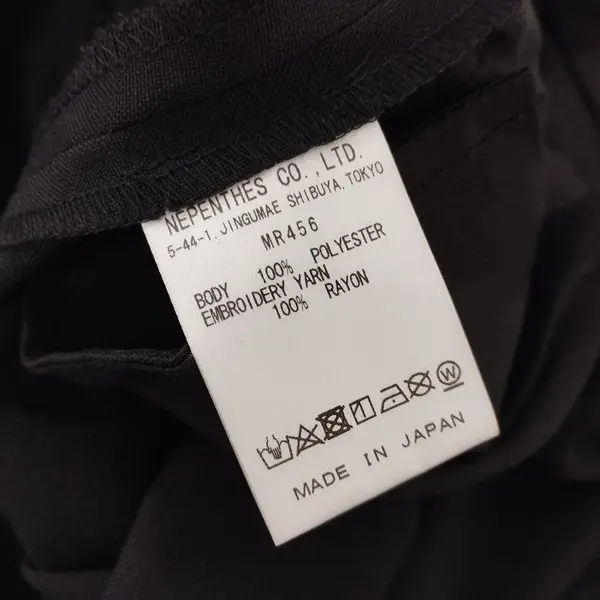 NEPENTHES CO.,LTD.
5-44-1, JINGUMAE SHIBUYA, TOKYO
MR456
BODY 100% POLYESTER
EMBROIDERY YARN
100% RAYON
W
MADE IN JAPAN